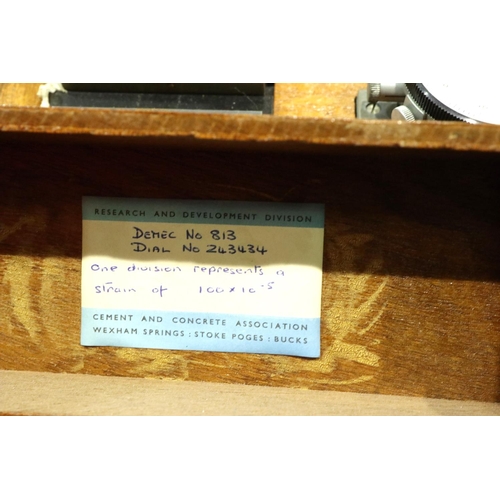 RESEARCH AND DEVELOPMENT DIVISION
DEMEC No 813
DIAL No 243434
One division represents a
strain of 100 x 10⁻⁵
CEMENT AND CONCRETE ASSOCIATION
WEXHAM SPRINGS : STOKE POGES : BUCKS